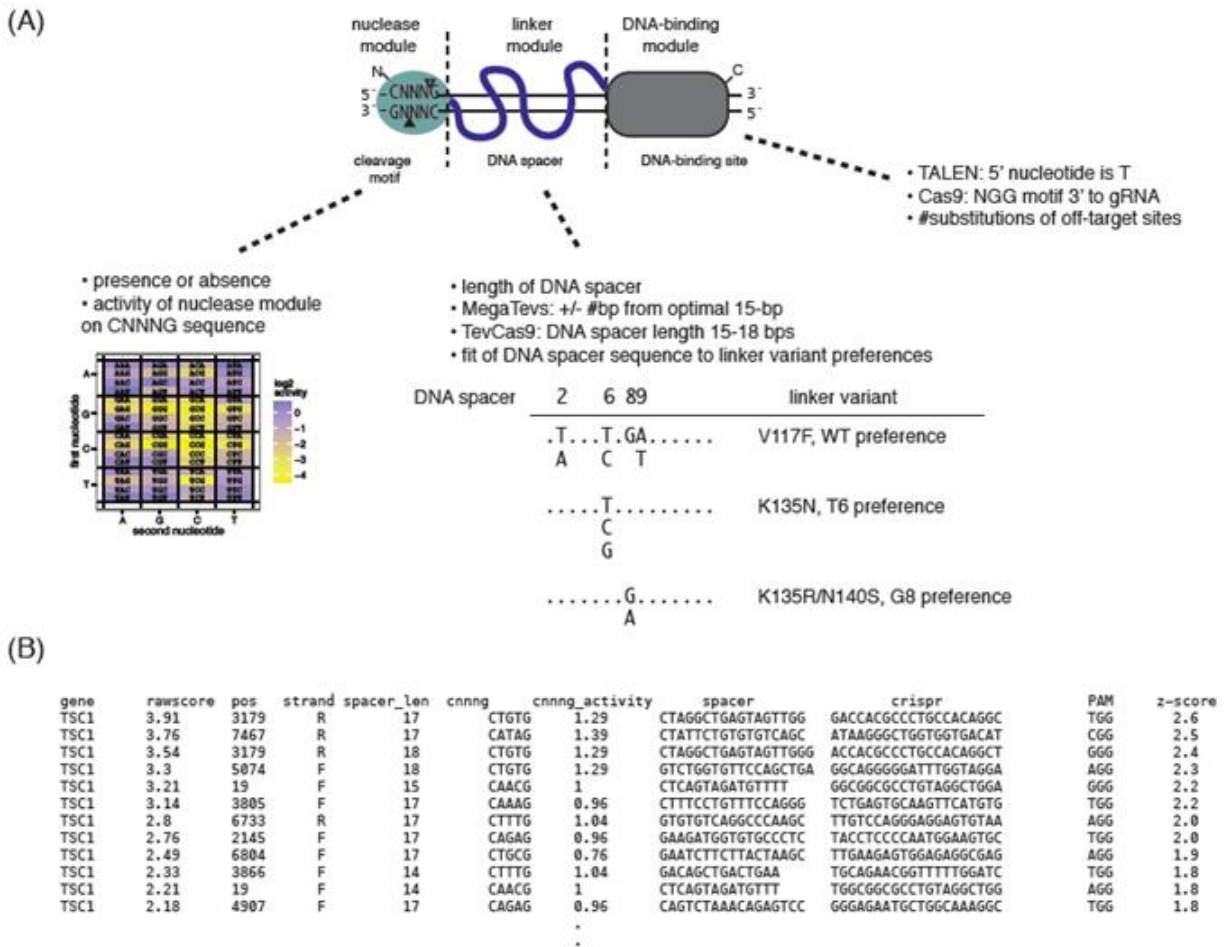 (A)
nuclease module
linker module
DNA-binding module
N
C
5´
CNNNG
3´
3´
GNNNC
5´
cleavage motif
DNA spacer
DNA-binding site
• TALEN: 5' nucleotide is T
• Cas9: NGG motif 3' to gRNA
• #substitutions of off-target sites
• presence or absence
• activity of nuclease module
on CNNNG sequence
• length of DNA spacer
• MegaTevs: +/- #bp from optimal 15-bp
• TevCas9: DNA spacer length 15-18 bps
• fit of DNA spacer sequence to linker variant preferences
log2
activity
0
-1
-2
-3
-4
first nucleotide
A
G
C
T
A G C T
second nucleotide
DNA spacer 2 6 89 linker variant
.T...T.GA...... V117F, WT preference
A C T
.....T......... K135N, T6 preference
C
G
.......G....... K135R/N140S, G8 preference
A
(B)
gene rawscore pos strand spacer_len cnnng cnnng_activity spacer crispr PAM z-score
TSC1 3.91 3179 R 17 CTGTG 1.29 CTAGGCTGAGTAGTTGG GACCACGCCCTGCCACAGGC TGG 2.6
TSC1 3.76 7467 R 17 CATAG 1.39 CTATTCTGTGTGTCAGC ATAAGGGCTGGTGGTGACAT CGG 2.5
TSC1 3.54 3179 R 18 CTGTG 1.29 CTAGGCTGAGTAGTTGGG ACCACGCCCTGCCACAGGCT GGG 2.4
TSC1 3.3 5074 F 18 CTGTG 1.29 GTCTGGTGTTCCAGCTGA GGCAGGGGGATTTGGTAGGA AGG 2.3
TSC1 3.21 19 F 15 CAACG 1 CTCAGTAGATGTTTT GGCGGCGCCTGTAGGCTGGA GGG 2.2
TSC1 3.14 3805 F 17 CAAAG 0.96 CTTTCCTGTTTCCAGGG TCTGAGTGCAAGTTCATGTG TGG 2.2
TSC1 2.8 6733 R 17 CTTTG 1.04 GTGTGTCAGGCCCAAGC TTGTCCAGGGAGGAGTGTAA AGG 2.0
TSC1 2.76 2145 F 17 CAGAG 0.96 GAAGATGGTGTGCCCTC TACCTCCCCAATGGAAGTGC TGG 2.0
TSC1 2.49 6804 F 17 CTGCG 0.76 GAATCTTCTTACTAAGC TTGAAGAGTGGAGAGGCGAG AGG 1.9
TSC1 2.33 3866 F 14 CTTTG 1.04 GACAGCTGACTGAA TGCAGAACGGTTTTTGGATC TGG 1.8
TSC1 2.21 19 F 14 CAACG 1 CTCAGTAGATGTTT TGGCGGCGCCTGTAGGCTGG AGG 1.8
TSC1 2.18 4907 F 17 CAGAG 0.96 CAGTCTAAACAGAGTCC GGGAGAATGCTGGCAAAGGC TGG 1.8
.
.